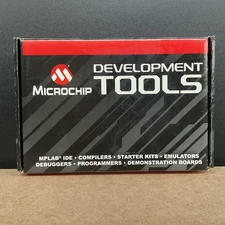 DEVELOPMENT
MICROCHIP TOOLS
MPLAB® IDE • COMPILERS • STARTER KITS • EMULATORS
DEBUGGERS • PROGRAMMERS • DEMONSTRATION BOARDS